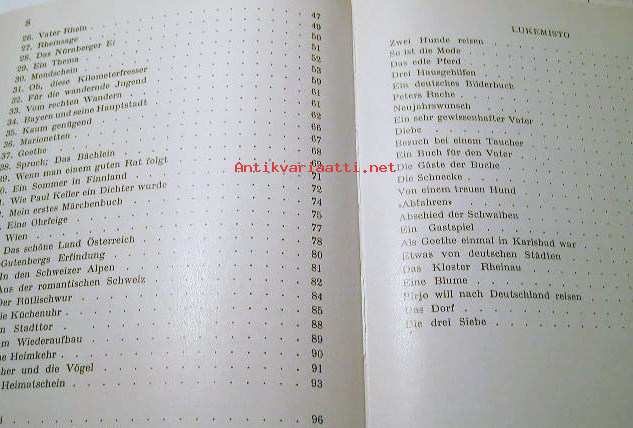 8
26. Vater Rhein 47
27. Rheinsage 49
28. Das Nürnberger Ei 50
29. Ein Thema 51
30. Mondschein 52
31. Oh, diese Kilometerfresser 53
32. Für die wandernde Jugend 59
33. Vom rechten Wandern 61
34. Bayern und seine Hauptstadt 61
35. Kaum genügend 62
36. Marionetten 66
37. Goethe 67
38. Spruch; Das Bächlein 68
39. Wenn man einem guten Rat folgt 69
0. Ein Sommer in Finnland 71
Wie Paul Keller ein Dichter wurde 72
Mein erstes Märchenbuch 74
Eine Ohrfeige 75
Wien 77
Das schöne Land Österreich 78
Gutenbergs Erfindung 80
In den Schweizer Alpen 81
Aus der romantischen Schweiz 82
Der Rütlischwur 84
ie Küchenuhr 85
n Stadttor 88
m Wiederaufbau 89
ne Heimkehr 90
cher und die Vögel 91
Heimatschein 93
96
LUKEMISTO
Zwei Hunde reisen
So ist die Mode
Das edle Pferd
Drei Hausgehilfen
Ein deutsches Bilderbuch
Peters Rache
Neujahrswunsch
Ein sehr gewissenhafter Vater
Diebe
Besuch bei einem Taucher
Ein Buch für den Vater
Die Gäste der Buche
Die Schnecke
Von einem treuen Hund
»Abfahren»
Abschied der Schwalben
Ein Gastspiel
Als Goethe einmal in Karlsbad war
Etwas von deutschen Städten
Das Kloster Rheinau
Eine Blume
Pirjo will nach Deutschland reisen
Das Dorf
Die drei Siebe
Antikvariaatti.net